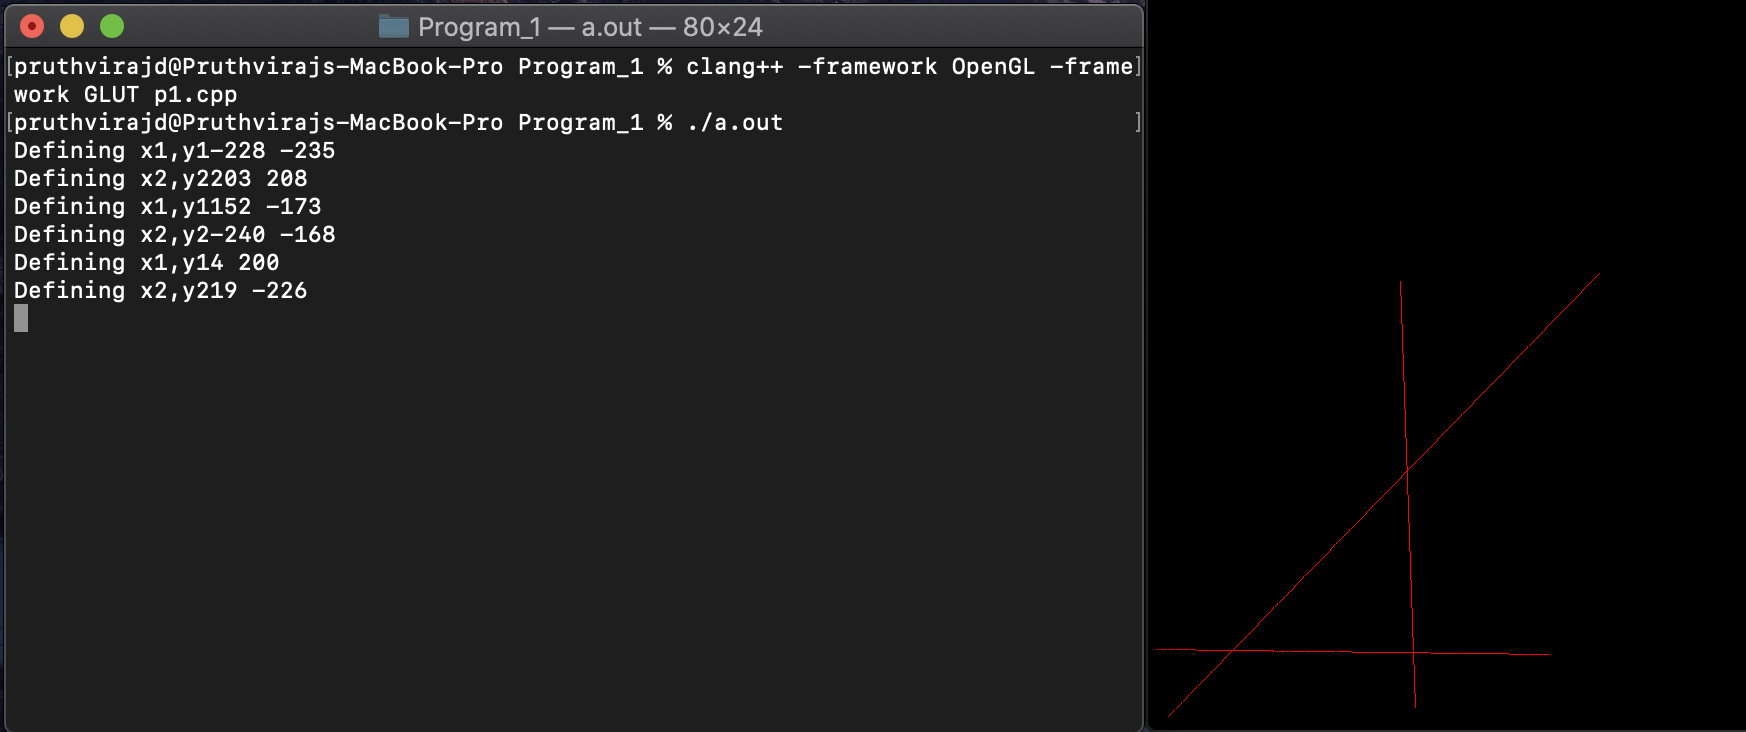 Program_1 — a.out — 80×24
[pruthvirajd@Pruthvirajs-MacBook-Pro Program_1 % clang++ -framework OpenGL -frame]
work GLUT p1.cpp
[pruthvirajd@Pruthvirajs-MacBook-Pro Program_1 % ./a.out ]
Defining x1,y1-228 -235
Defining x2,y2203 208
Defining x1,y1152 -173
Defining x2,y2-240 -168
Defining x1,y14 200
Defining x2,y219 -226